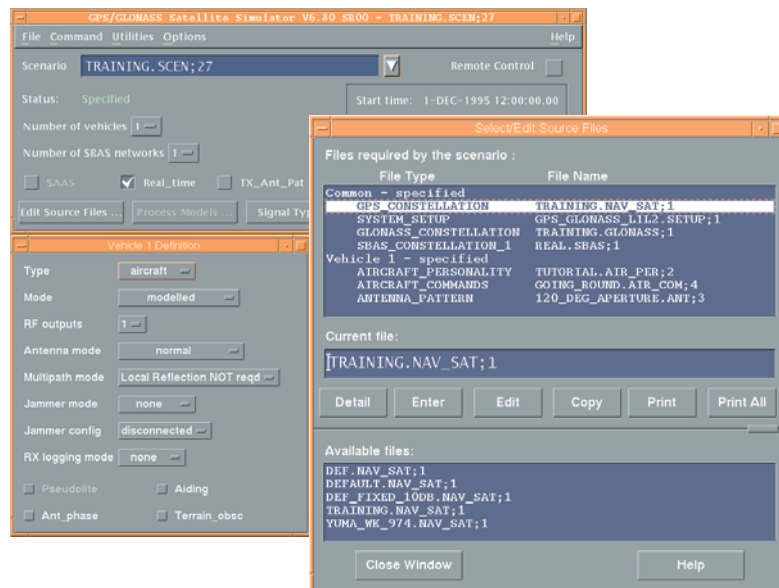 GPS/GLONASS Satellite Simulator V6.80 SR00 - TRAINING.SCEN;27
File Command Utilities Options Help
Scenario TRAINING.SCEN;27 Remote Control
Status: Specified
Start time: 1-DEC-1995 12:00:00.00
Number of vehicles 1
Number of SBAS networks 1
SAAS Real_time TX_Ant_Pat
Edit Source Files ... Process Models ... Signal Typ
Vehicle 1 Definition
Type aircraft
Mode modelled
RF outputs 1
Antenna mode normal
Multipath mode Local Reflection NOT reqd
Jammer mode none
Jammer config disconnected
RX logging mode none
Pseudolite Aiding
Ant_phase Terrain_obsc
Select/Edit Source Files
Files required by the scenario :
File Type File Name
Common - specified
GPS_CONSTELLATION TRAINING.NAV_SAT;1
SYSTEM_SETUP GPS_GLONASS_L1L2.SETUP;1
GLONASS_CONSTELLATION TRAINING.GLONASS;1
SBAS_CONSTELLATION_1 REAL.SBAS;1
Vehicle 1 - specified
AIRCRAFT_PERSONALITY TUTORIAL.AIR_PER;2
AIRCRAFT_COMMANDS GOING_ROUND.AIR_COM;4
ANTENNA_PATTERN 120_DEG_APERTURE.ANT;3
Current file:
TRAINING.NAV_SAT;1
Detail Enter Edit Copy Print Print All
Available files:
DEF.NAV_SAT;1
DEFAULT.NAV_SAT;1
DEF_FIXED_10DB.NAV_SAT;1
TRAINING.NAV_SAT;1
YUMA_WK_974.NAV_SAT;1
Close Window Help